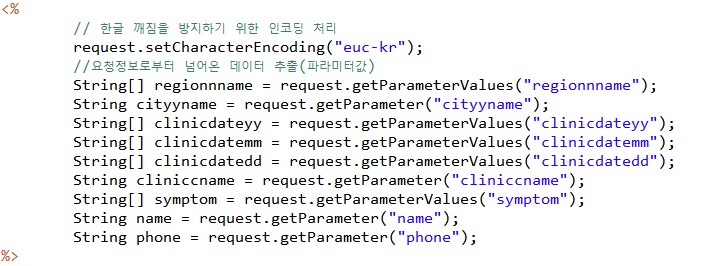 <%
// 한글 깨짐을 방지하기 위한 인코딩 처리
request.setCharacterEncoding("euc-kr");
//요청정보로부터 넘어온 데이터 추출(파라미터값)
String[] regionnname = request.getParameterValues("regionnname");
String cityyname = request.getParameter("cityyname");
String[] clinicdateyy = request.getParameterValues("clinicdateyy");
String[] clinicdatemm = request.getParameterValues("clinicdatemm");
String[] clinicdatedd = request.getParameterValues("clinicdatedd");
String cliniccname = request.getParameter("cliniccname");
String[] symptom = request.getParameterValues("symptom");
String name = request.getParameter("name");
String phone = request.getParameter("phone");
%>